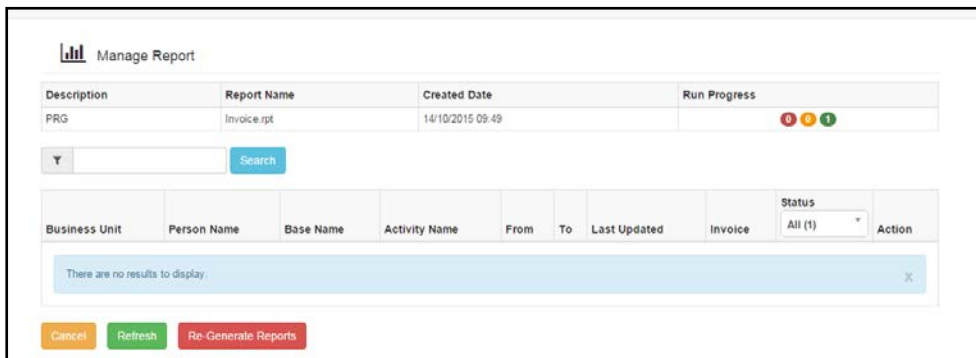 Manage Report
Description Report Name Created Date Run Progress
PRG Invoice.rpt 14/10/2015 09:49 0 0 1
Search
Status
Business Unit Person Name Base Name Activity Name From To Last Updated Invoice All (1) Action
There are no results to display. x
Cancel Refresh Re-Generate Reports